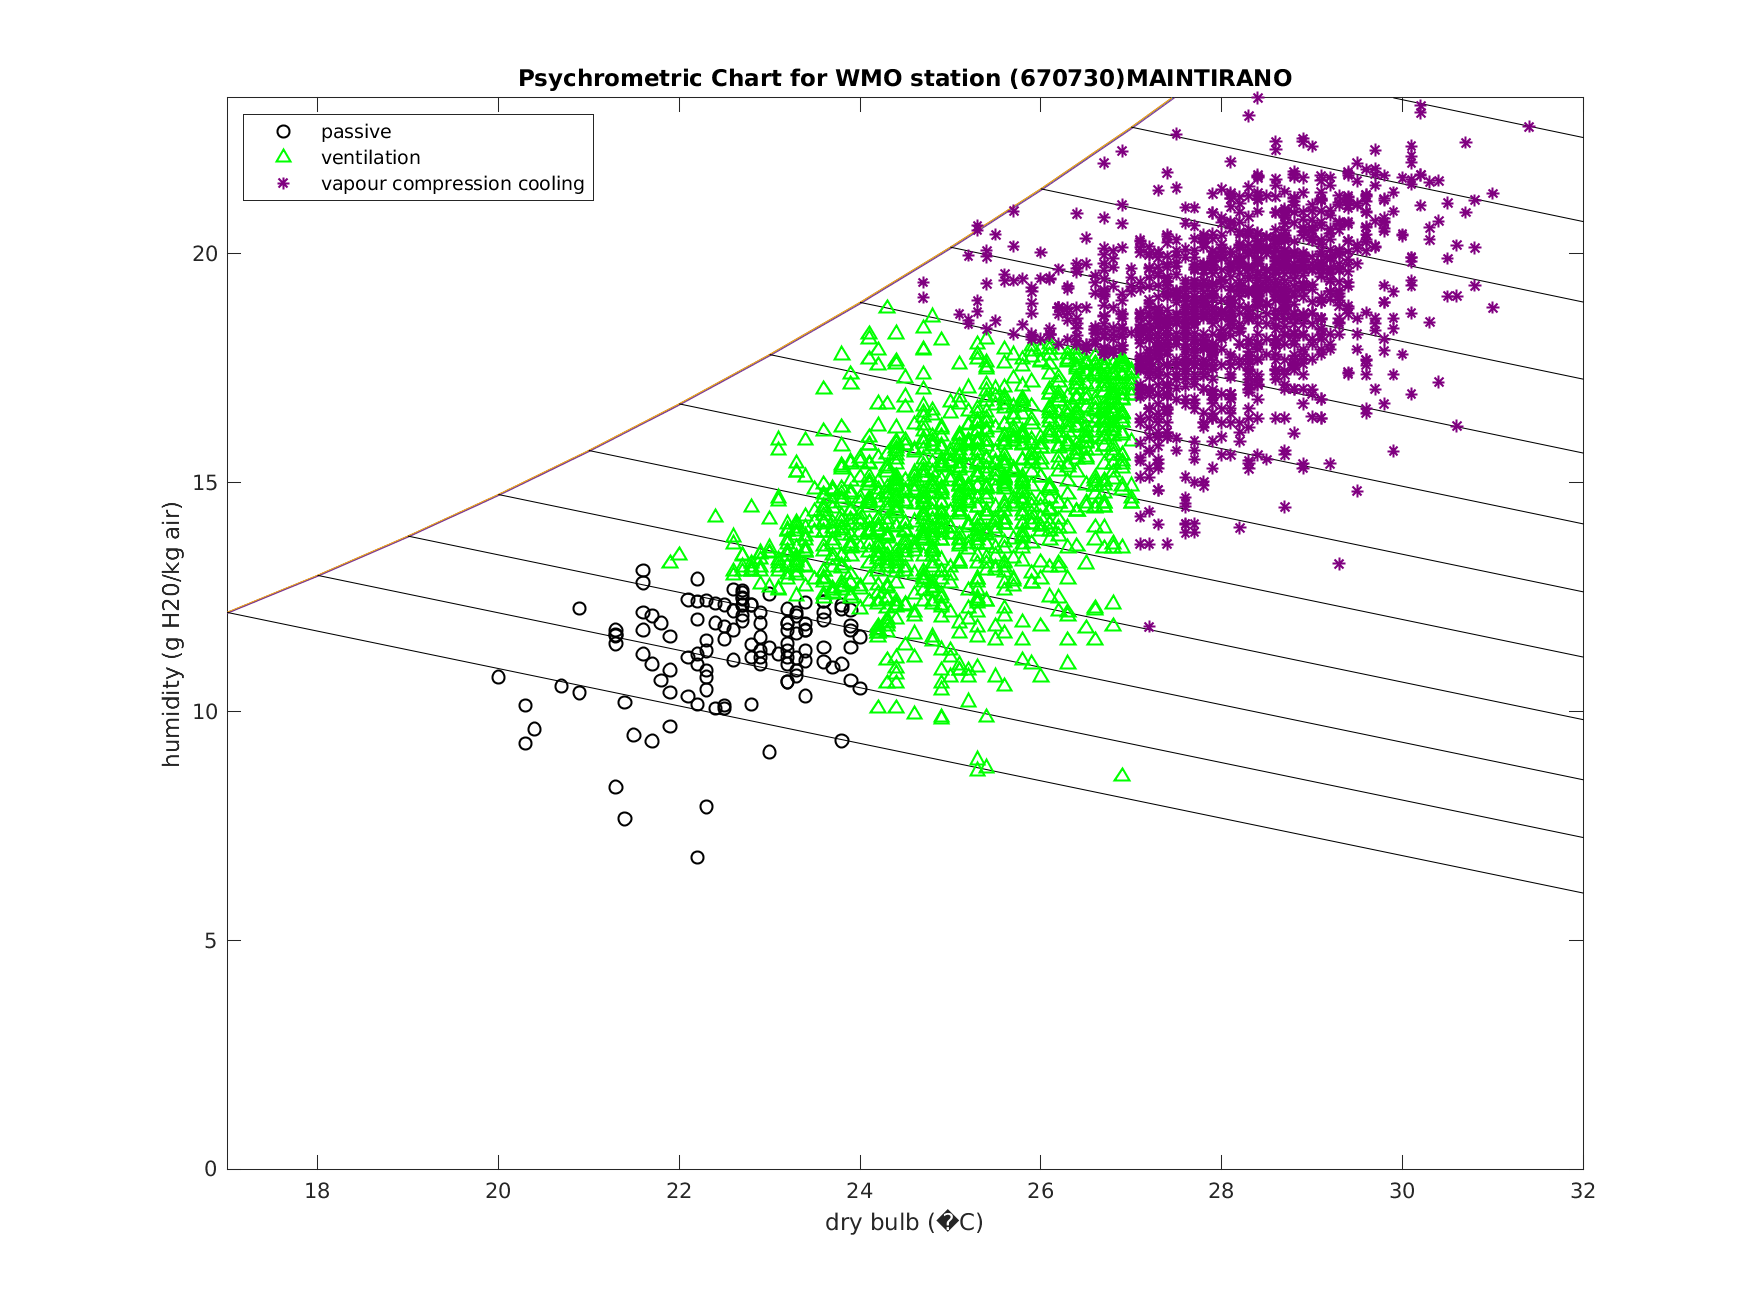 Psychrometric Chart for WMO station (670730)MAINTIRANO
passive
ventilation
vapour compression cooling
humidity (g H20/kg air)
20
15
10
5
0
18 20 22 24 26 28 30 32
dry bulb (�C)